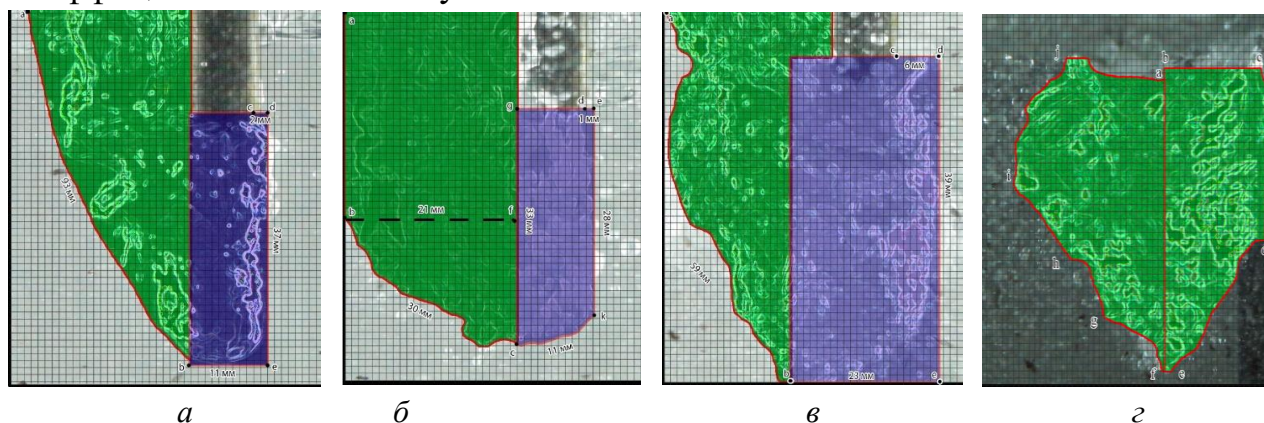 a
c d
2 мм
93 мм
37 мм
b e
11 мм
a
g d e
1 мм
b 21 мм f
33 мм
28 мм
30 мм
k
c 11 мм
c d
6 мм
39 мм
59 мм
b 23 мм e
j b c
a
i
h
g
f e
а б в г